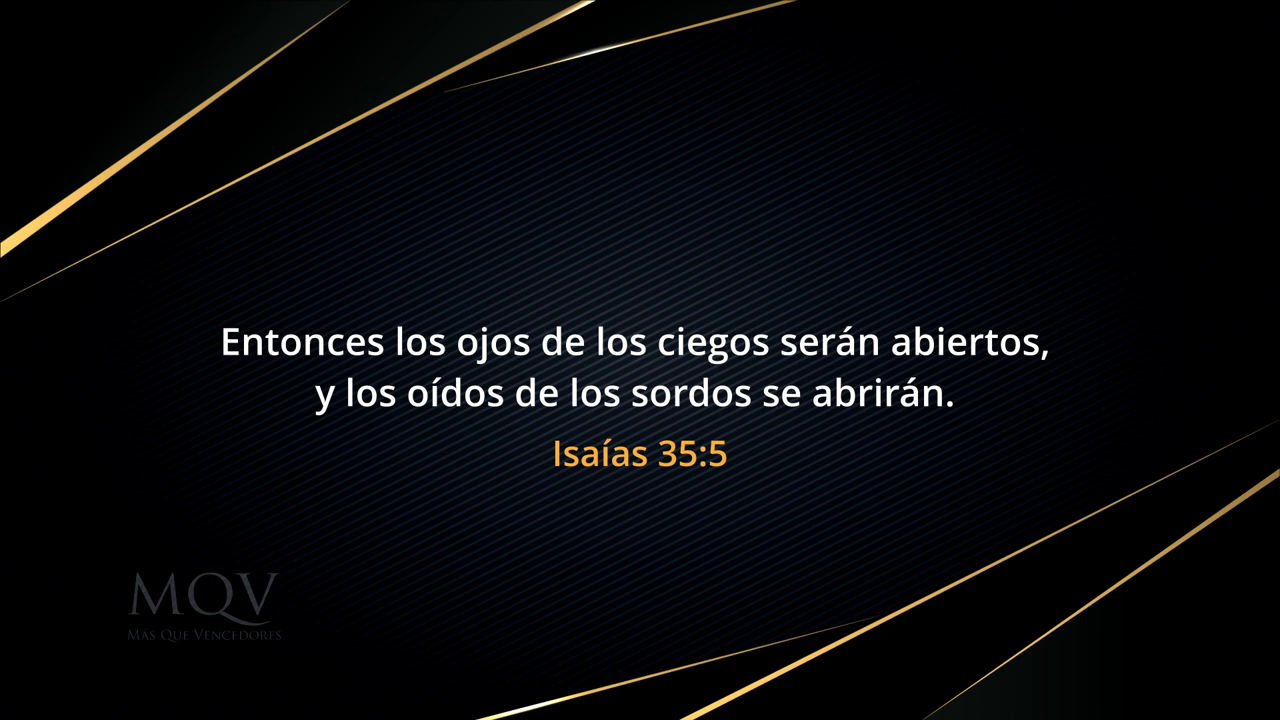 Entonces los ojos de los ciegos serán abiertos,
y los oídos de los sordos se abrirán.
Isaías 35:5
MQV
MAS QUE VENCEDORES